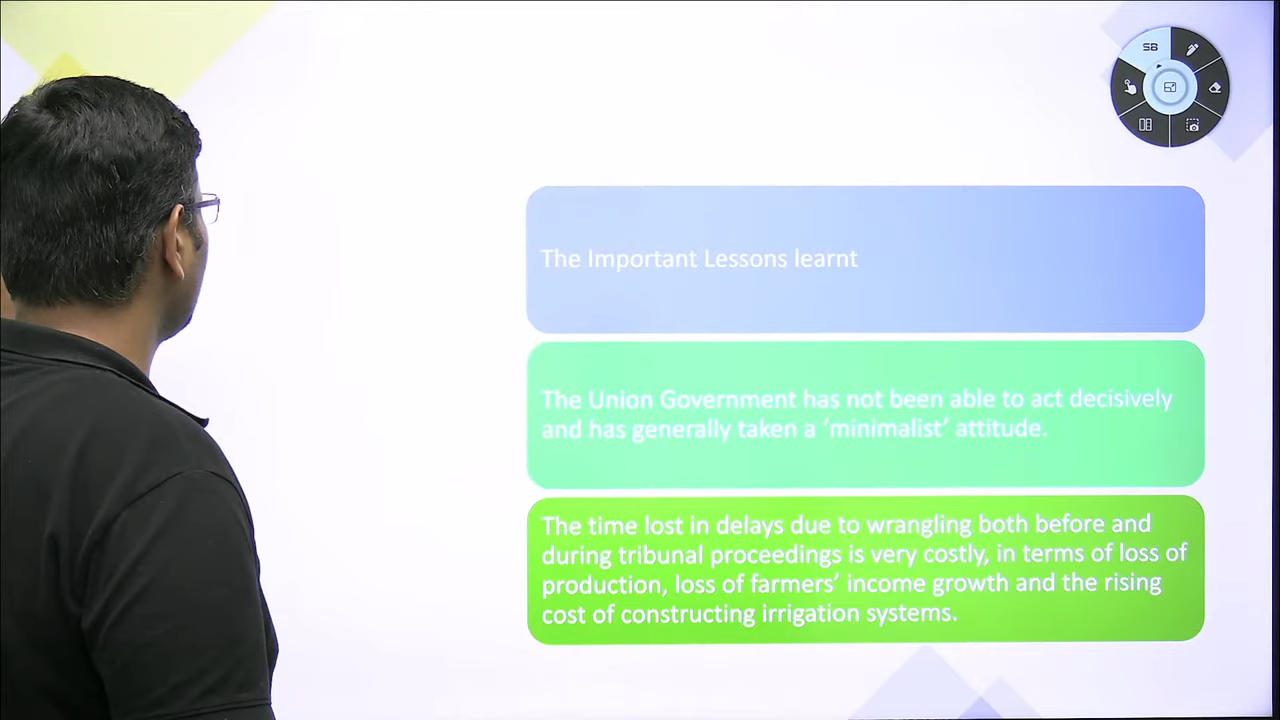 SB
The Important Lessons learnt
The Union Government has not been able to act decisively
and has generally taken a ‘minimalist’ attitude.
The time lost in delays due to wrangling both before and
during tribunal proceedings is very costly, in terms of loss of
production, loss of farmers’ income growth and the rising
cost of constructing irrigation systems.